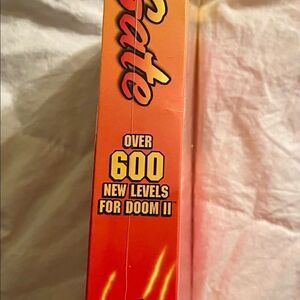 Gate
OVER
600
NEW LEVELS
FOR DOOM II